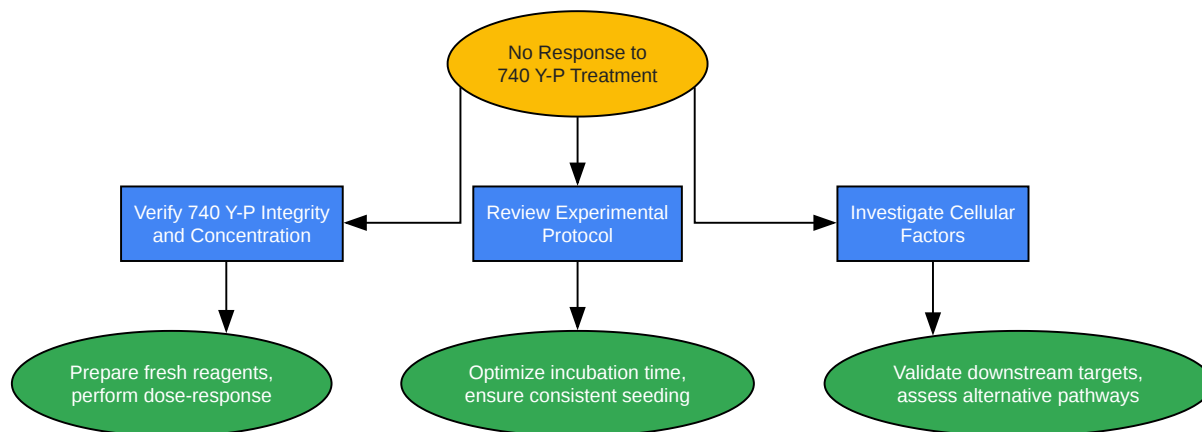 No Response to
740 Y-P Treatment
Verify 740 Y-P Integrity
and Concentration
Review Experimental
Protocol
Investigate Cellular
Factors
Prepare fresh reagents,
perform dose-response
Optimize incubation time,
ensure consistent seeding
Validate downstream targets,
assess alternative pathways